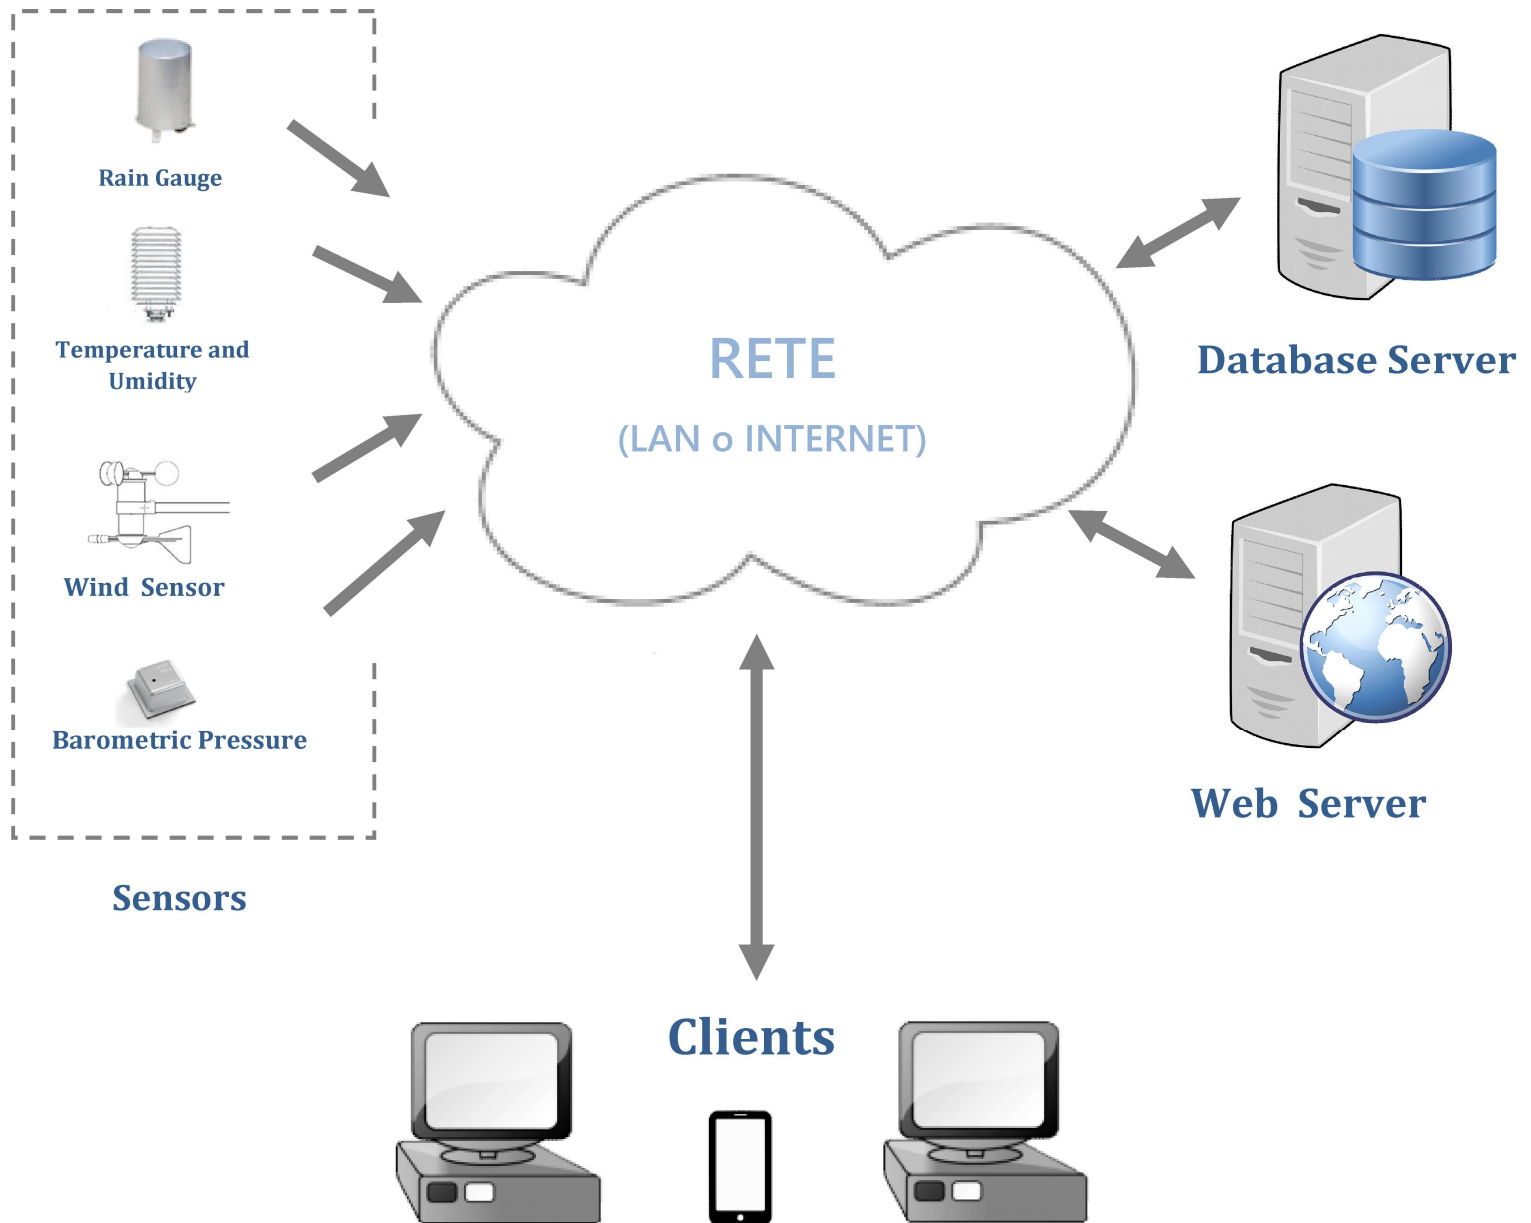 Rain Gauge
Temperature and
Umidity
Wind Sensor
Barometric Pressure
Sensors
RETE
(LAN o INTERNET)
Database Server
Web Server
Clients